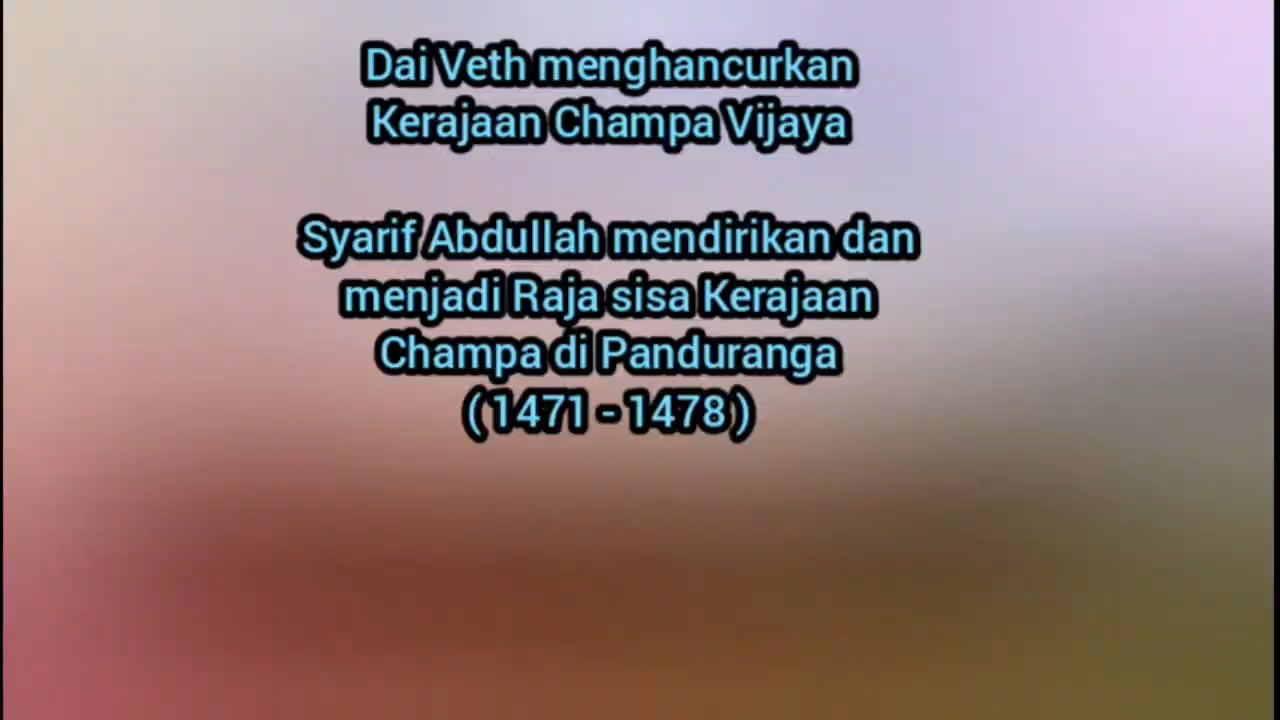 Dai Veth menghancurkan
Kerajaan Champa Vijaya
Syarif Abdullah mendirikan dan
menjadi Raja sisa Kerajaan
Champa di Panduranga
( 1471 - 1478 )